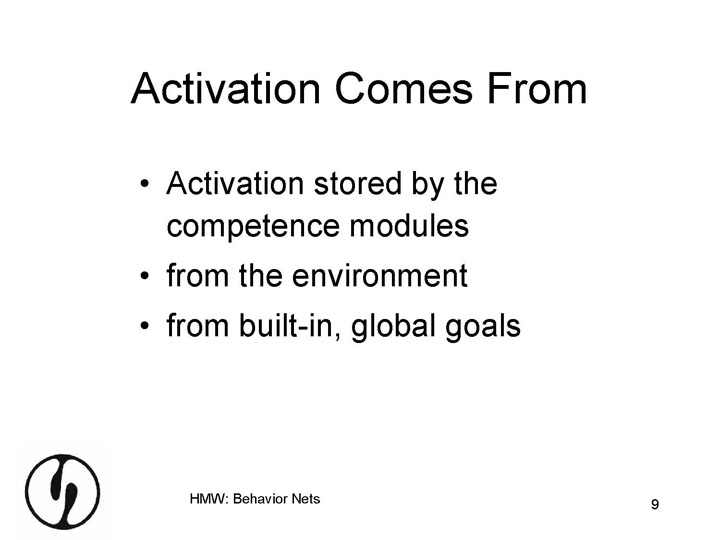 Activation Comes From
• Activation stored by the
competence modules
• from the environment
• from built-in, global goals
HMW: Behavior Nets
9